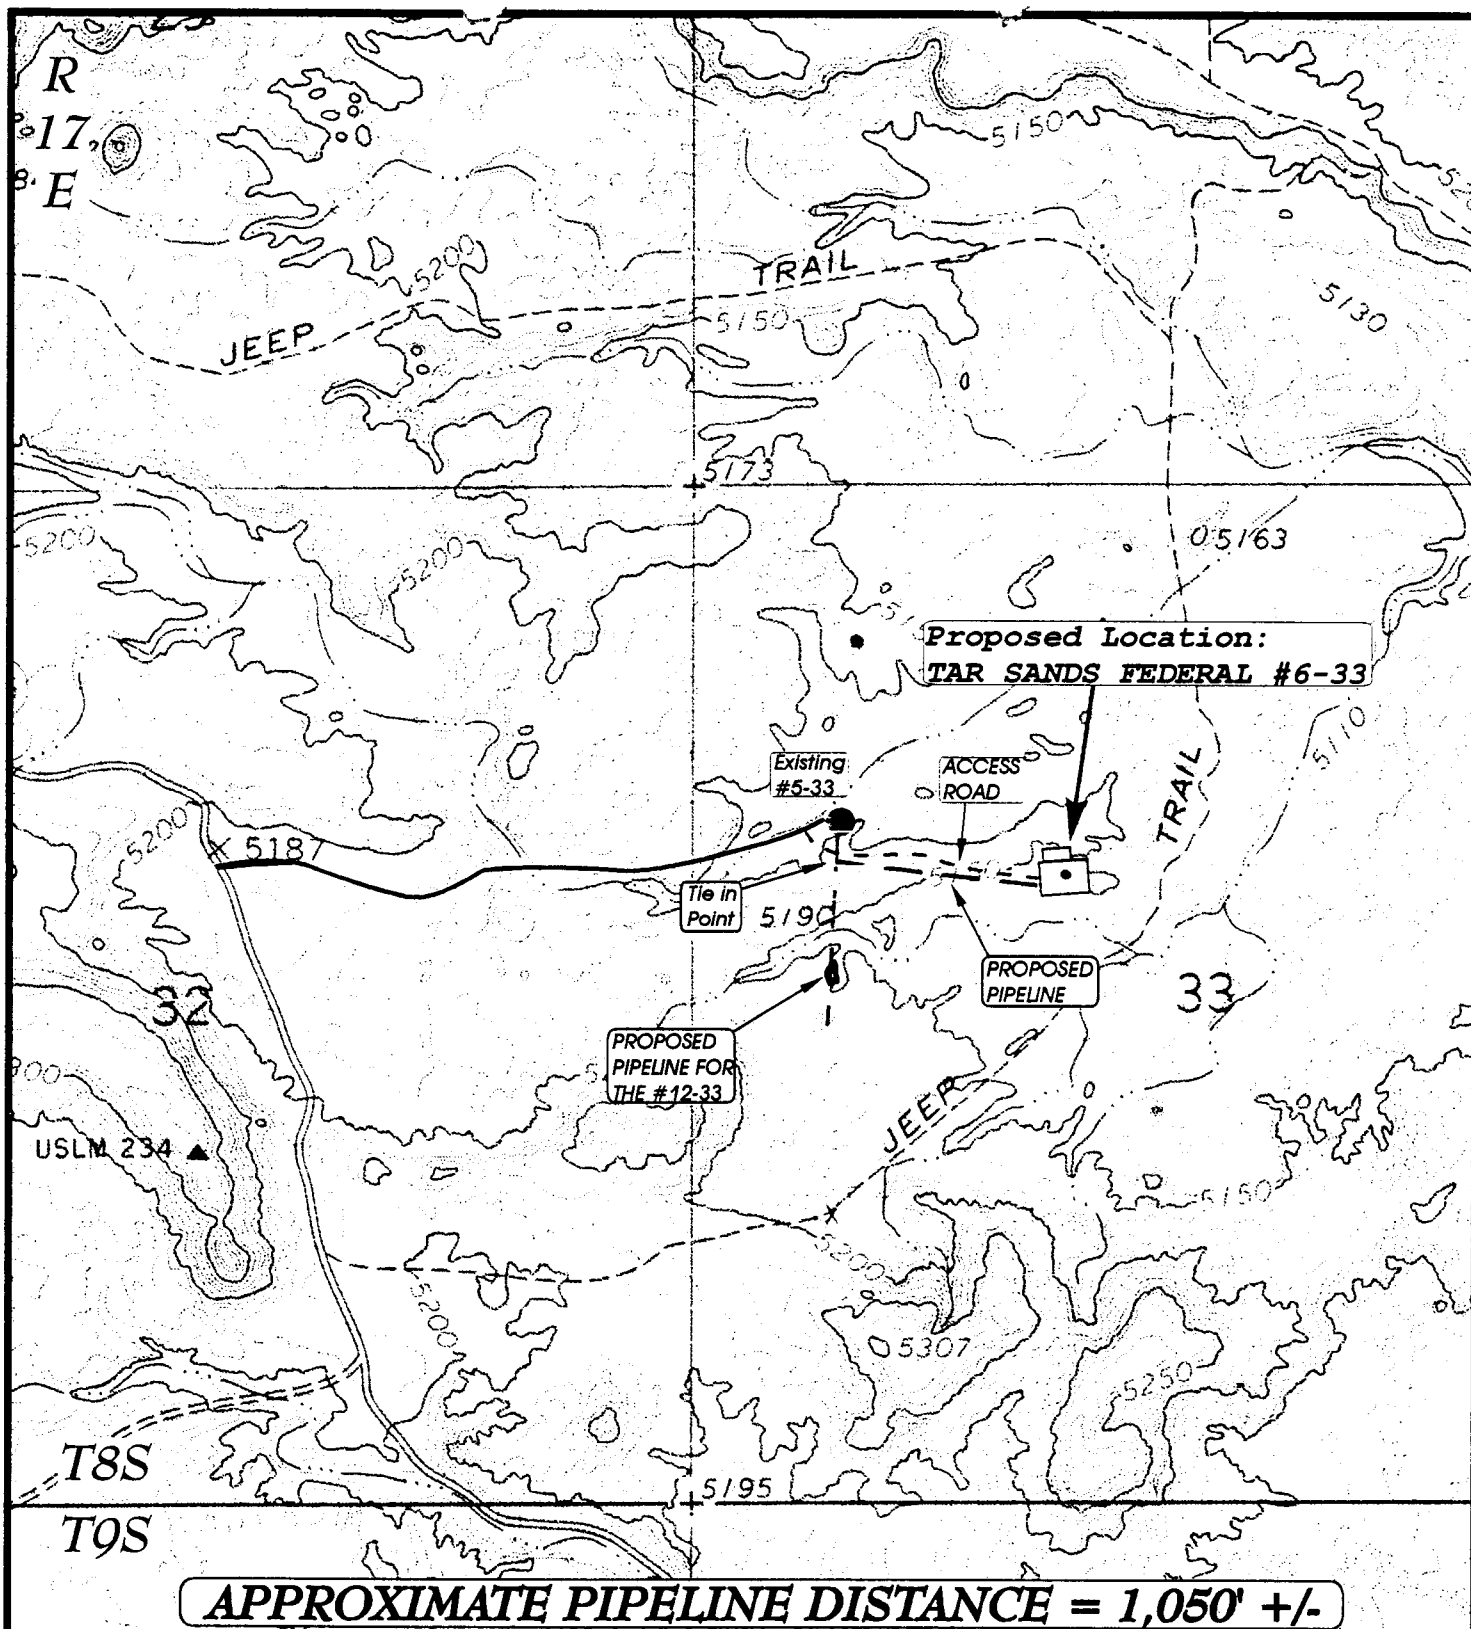 R
17
E
5150
5200
TRAIL
5130
JEEP
5150
5173
5200
5200
5163
Proposed Location:
TAR SANDS FEDERAL #6-33
5110
Existing
#5-33
ACCESS
ROAD
TRAIL
5200
5187
Tie in
Point
5190
PROPOSED
PIPELINE
32
33
PROPOSED
PIPELINE FOR
THE #12-33
JEEP
USLM 234
5150
5200
5200
5307
5250
T8S
5195
T9S
APPROXIMATE PIPELINE DISTANCE = 1,050' +/-